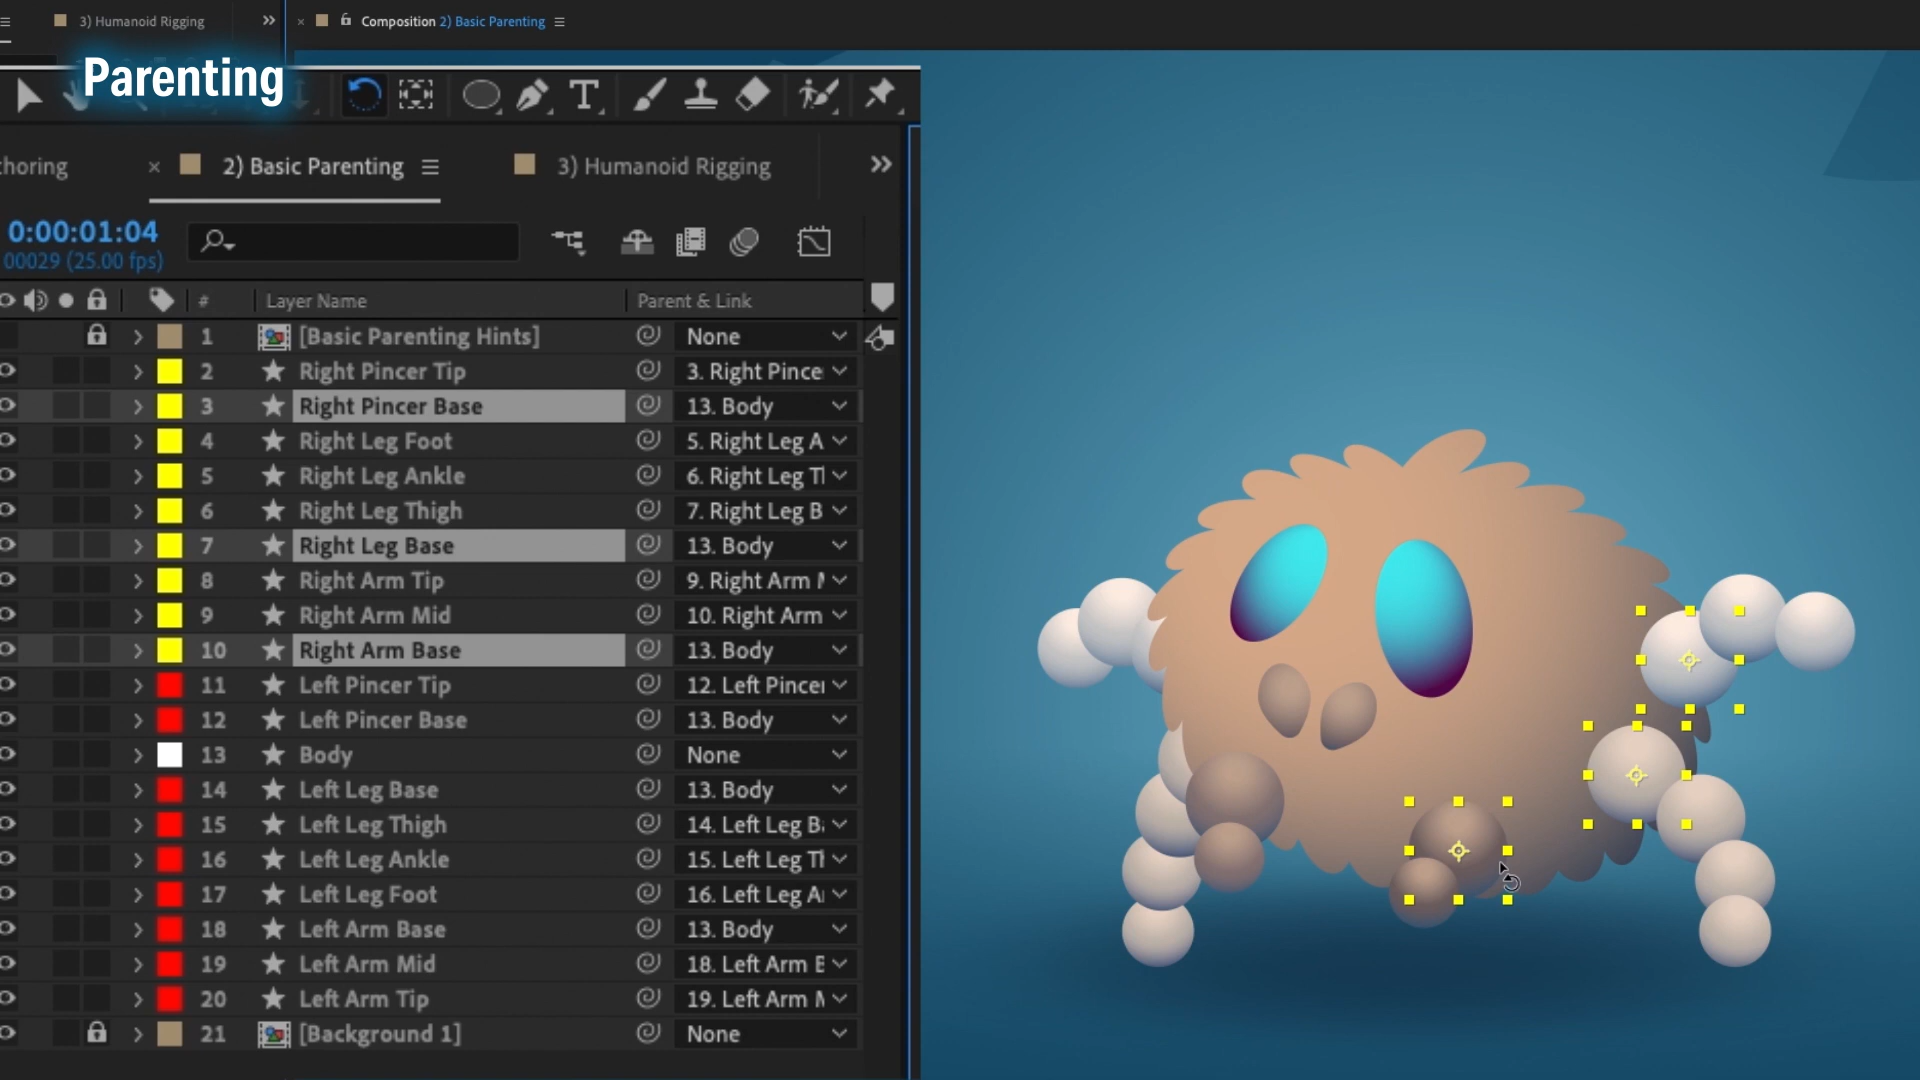 3) Humanoid Rigging
Composition 2) Basic Parenting
Parenting
horing
2) Basic Parenting
3) Humanoid Rigging
0:00:01:04
00029 (25.00 fps)
# Layer Name Parent & Link
1 [Basic Parenting Hints] None
2 Right Pincer Tip 3. Right Pince
3 Right Pincer Base 13. Body
4 Right Leg Foot 5. Right Leg A
5 Right Leg Ankle 6. Right Leg T
6 Right Leg Thigh 7. Right Leg B
7 Right Leg Base 13. Body
8 Right Arm Tip 9. Right Arm
9 Right Arm Mid 10. Right Arm
10 Right Arm Base 13. Body
11 Left Pincer Tip 12. Left Pincer
12 Left Pincer Base 13. Body
13 Body None
14 Left Leg Base 13. Body
15 Left Leg Thigh 14. Left Leg B
16 Left Leg Ankle 15. Left Leg T
17 Left Leg Foot 16. Left Leg A
18 Left Arm Base 13. Body
19 Left Arm Mid 18. Left Arm B
20 Left Arm Tip 19. Left Arm
21 [Background 1] None